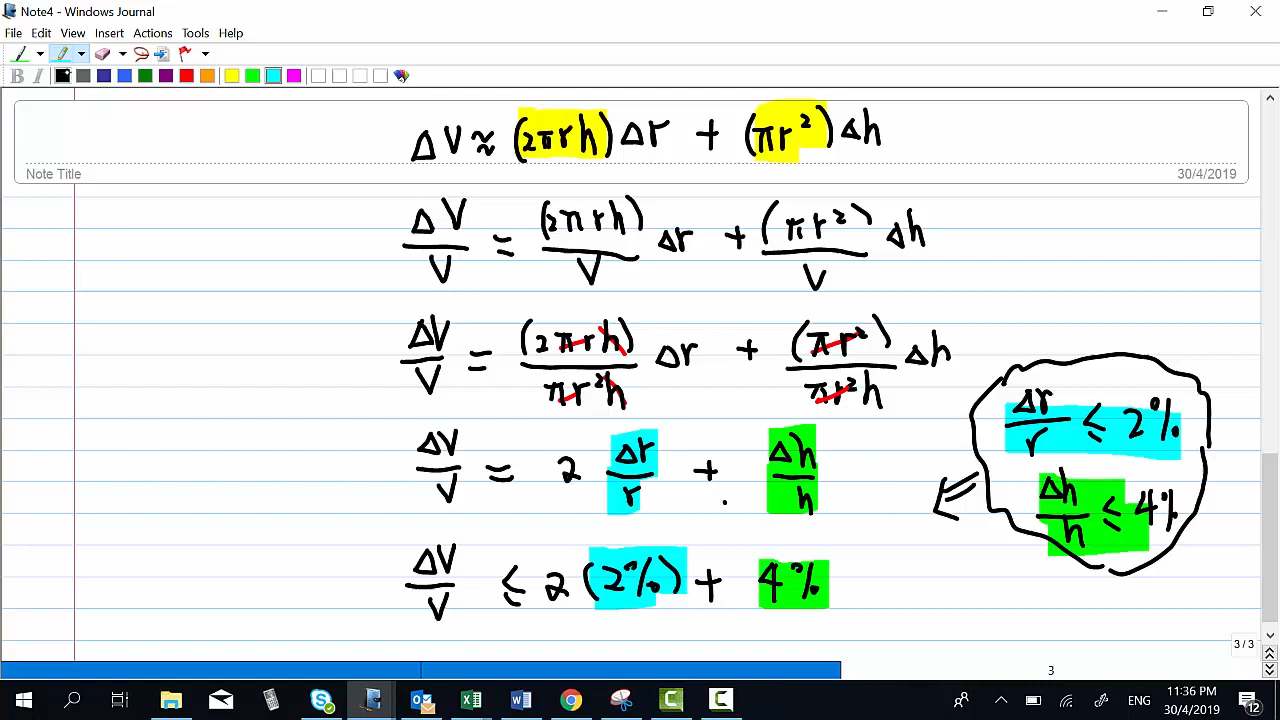 Note4 - Windows Journal
File Edit View Insert Actions Tools Help
B I
ΔV ≈ (2πrh) Δr + (πr²) Δh
Note Title
30/4/2019
ΔV/V = (2πrh)/V Δr + (πr²)/V Δh
ΔV/V = (2πrh)/πr²h Δr + (πr²)/πr²h Δh
Δr/r ≤ 2%
ΔV/V = 2 Δr/r + Δh/h
Δh/h ≤ 4%
ΔV/V ≤ 2 (2%) + 4%
3 / 3
3
ENG
11:36 PM
30/4/2019
12